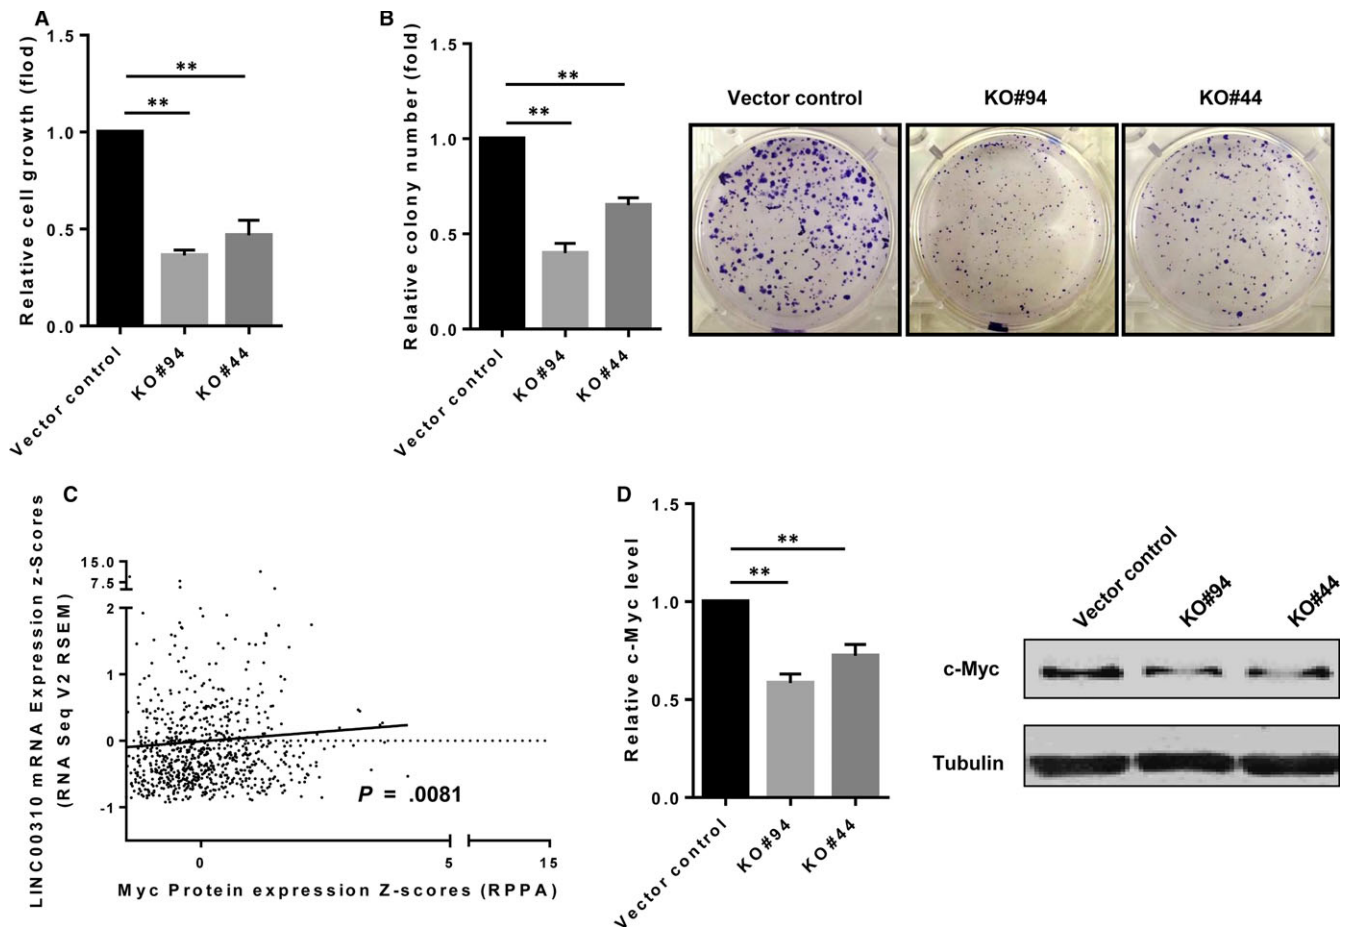 A
Relative cell growth (flod)
1.5
1.0
0.5
0.0
**
**
Vector control
KO#94
KO#44
B
Relative colony number (fold)
1.5
1.0
0.5
0.0
**
**
Vector control
KO#94
KO#44
Vector control
KO#94
KO#44
C
LINC00310 mRNA Expression z-Scores
(RNA Seq V2 RSEM)
15.0
7.5
2
1
0
-1
P = .0081
0
5
15
Myc Protein expression Z-scores (RPPA)
D
Relative c-Myc level
1.5
1.0
0.5
0.0
**
**
Vector control
KO#94
KO#44
Vector control
KO#94
KO#44
c-Myc
Tubulin